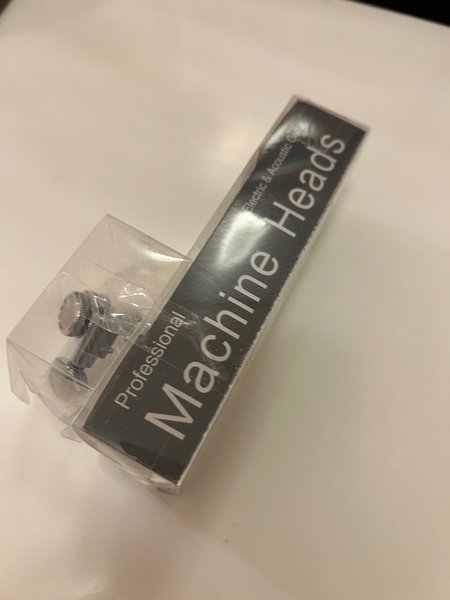 Professional
Electric & Acoustic
Machine Heads